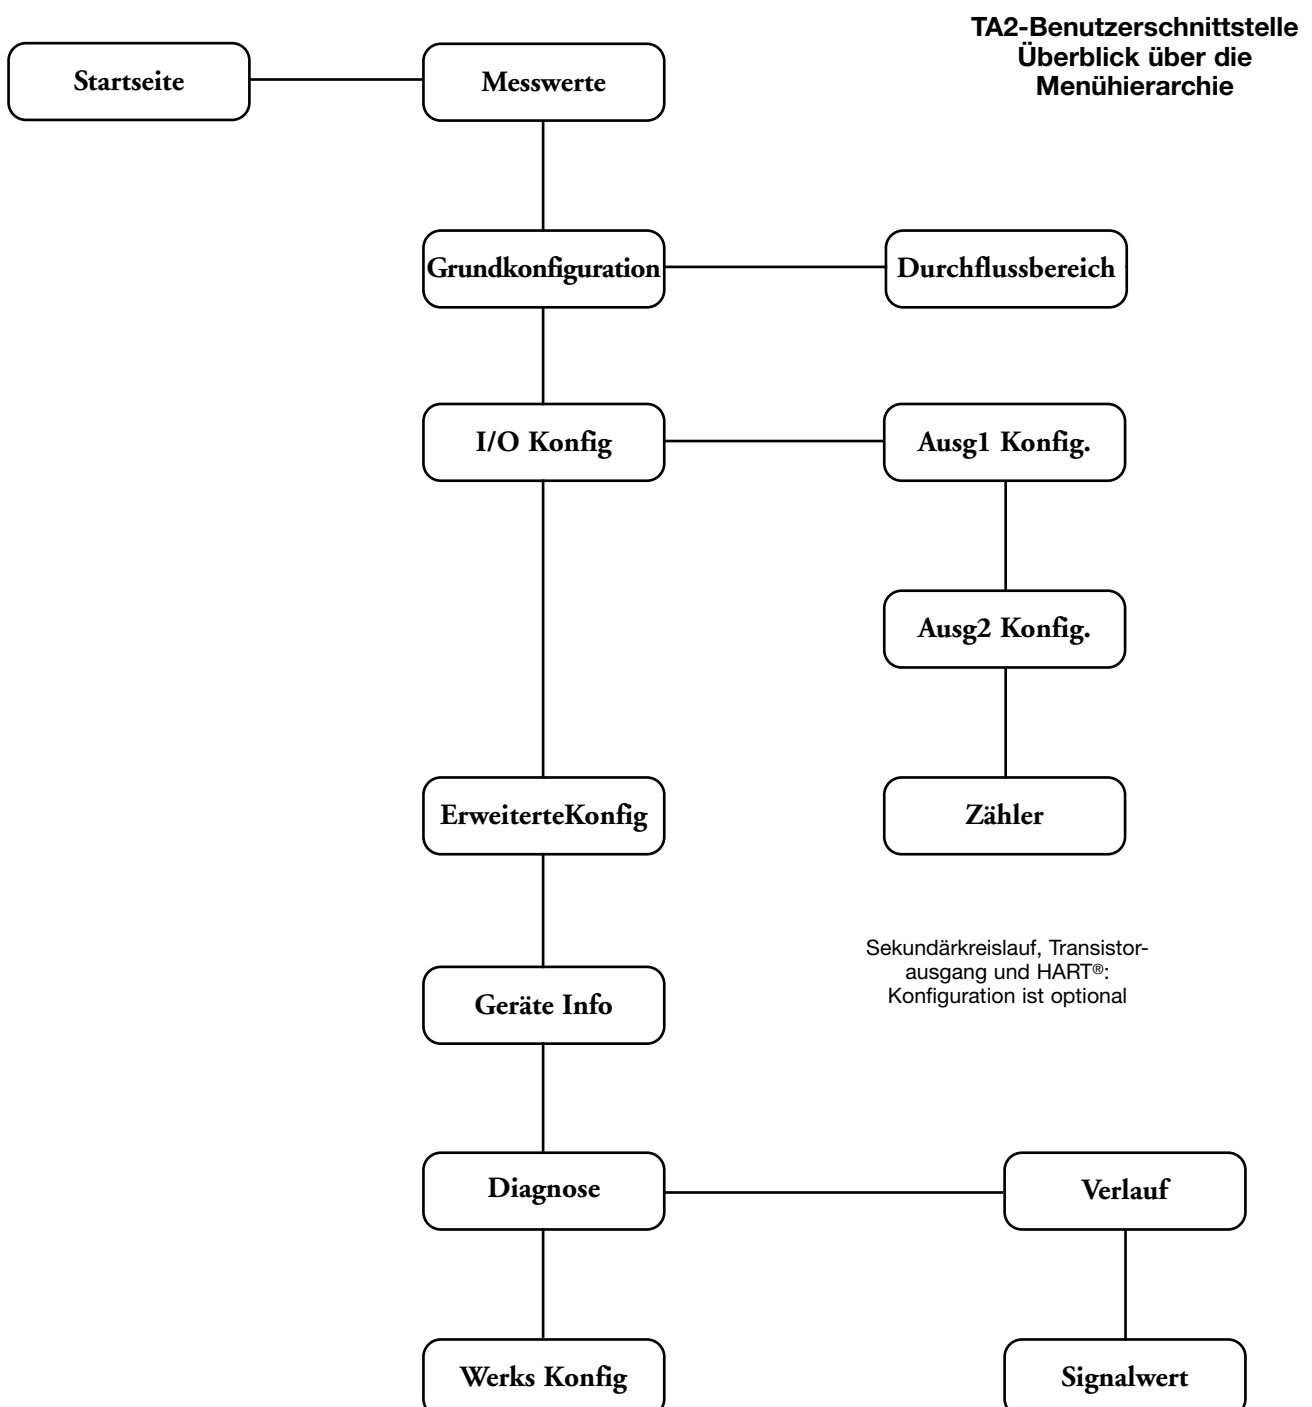 TA2-Benutzerschnittstelle
Überblick über die
Menühierarchie
Startseite
Messwerte
Grundkonfiguration
Durchflussbereich
I/O Konfig
Ausg1 Konfig.
Ausg2 Konfig.
ErweiterteKonfig
Zähler
Sekundärkreislauf, Transistor-
ausgang und HART®:
Konfiguration ist optional
Geräte Info
Diagnose
Verlauf
Werks Konfig
Signalwert